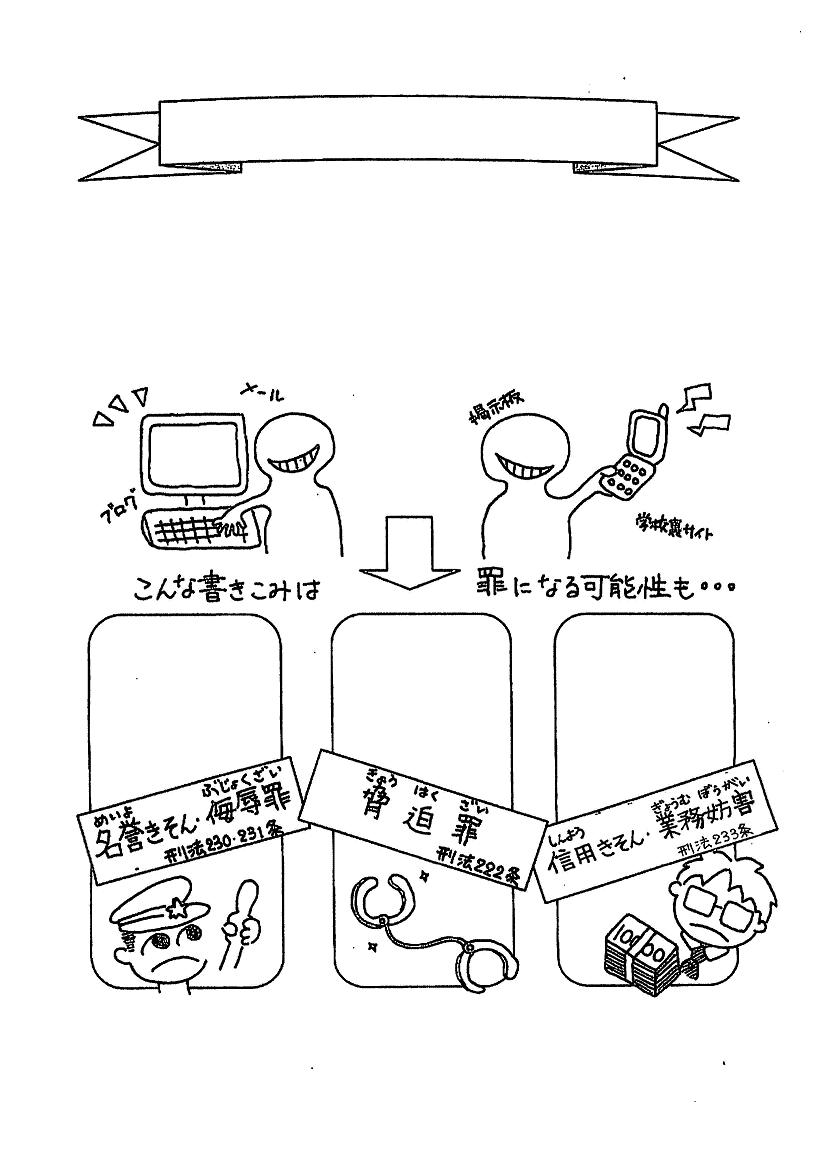 メール
掲示板
ブログ
学校裏サイト
こんな書きこみは
罪になる可能性も・・・
めいよ ぶじょくざい
名誉きそん・侮辱罪
刑法230・231条
きょう はく ざい
脅迫罪
刑法222条
しんよう ぎょうむ ぼうがい
信用きそん・業務妨害
刑法233条
10000